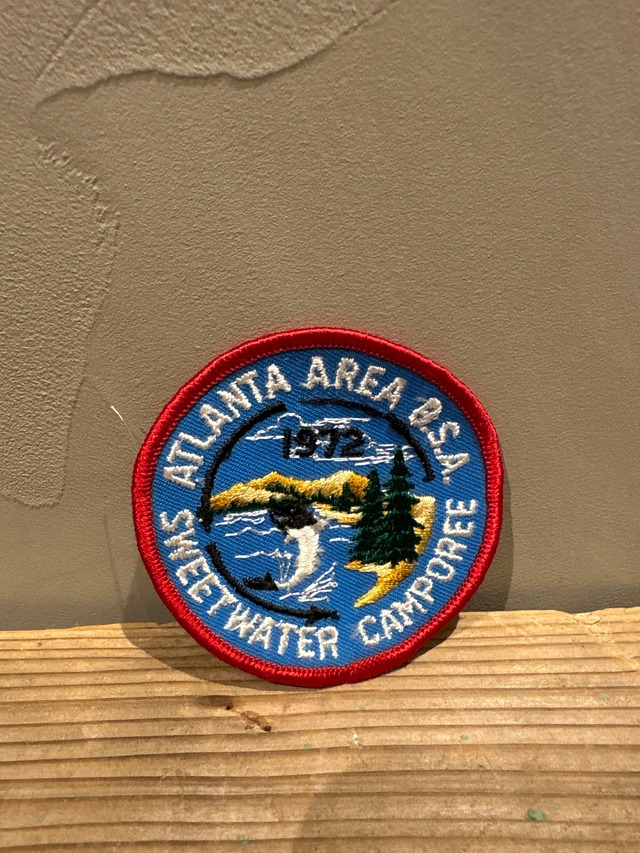 ATLANTA AREA B.S.A.
1972
SWEETWATER CAMPOREE